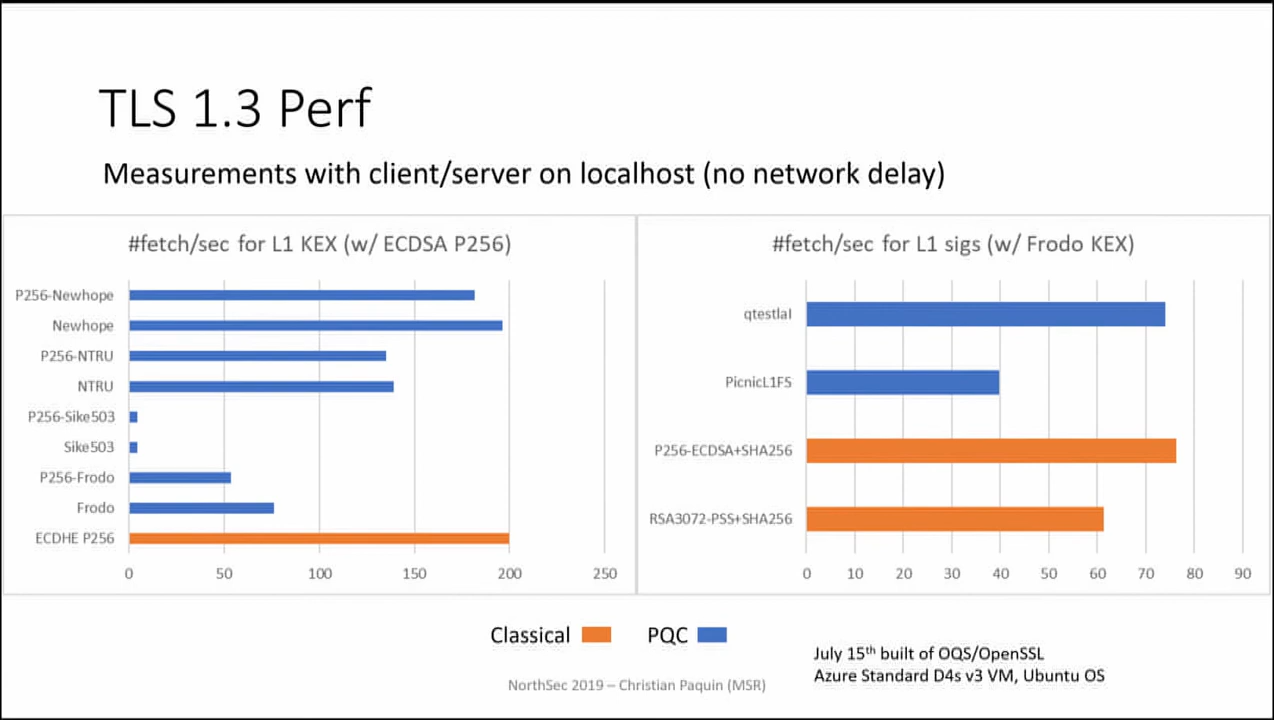 TLS 1.3 Perf
Measurements with client/server on localhost (no network delay)
#fetch/sec for L1 KEX (w/ ECDSA P256)
P256-Newhope
Newhope
P256-NTRU
NTRU
P256-Sike503
Sike503
P256-Frodo
Frodo
ECDHE P256
0 50 100 150 200 250
#fetch/sec for L1 sigs (w/ Frodo KEX)
qteslaI
PicnicL1FS
P256-ECDSA+SHA256
RSA3072-PSS+SHA256
0 10 20 30 40 50 60 70 80 90
Classical PQC
July 15th built of OQS/OpenSSL
Azure Standard D4s v3 VM, Ubuntu OS
NorthSec 2019 – Christian Paquin (MSR)